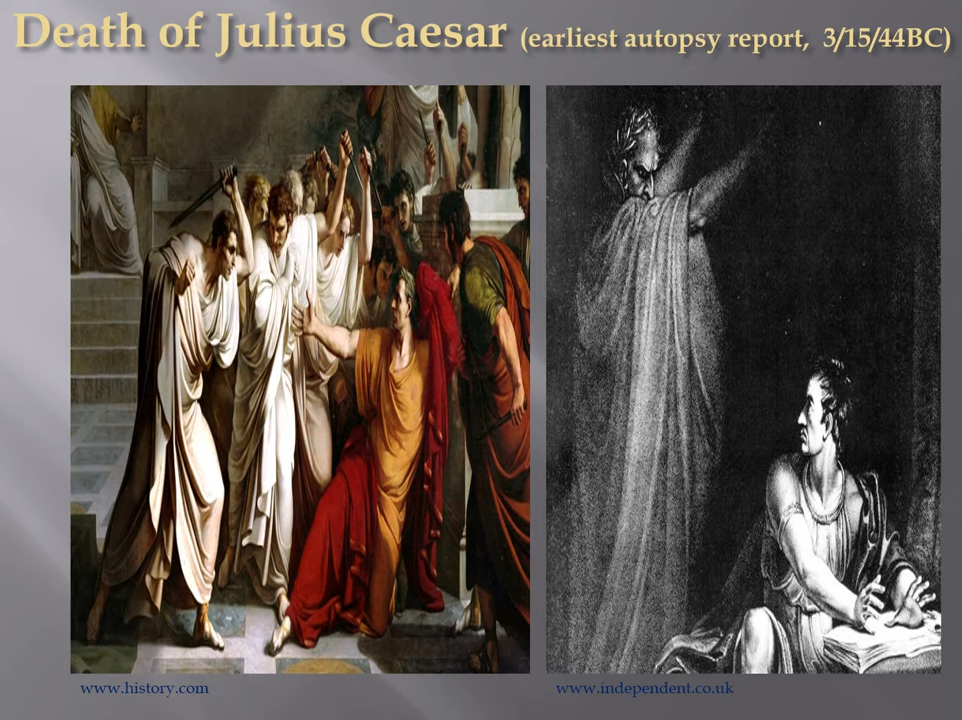 Death of Julius Caesar (earliest autopsy report, 3/15/44BC)
www.history.com
www.independent.co.uk